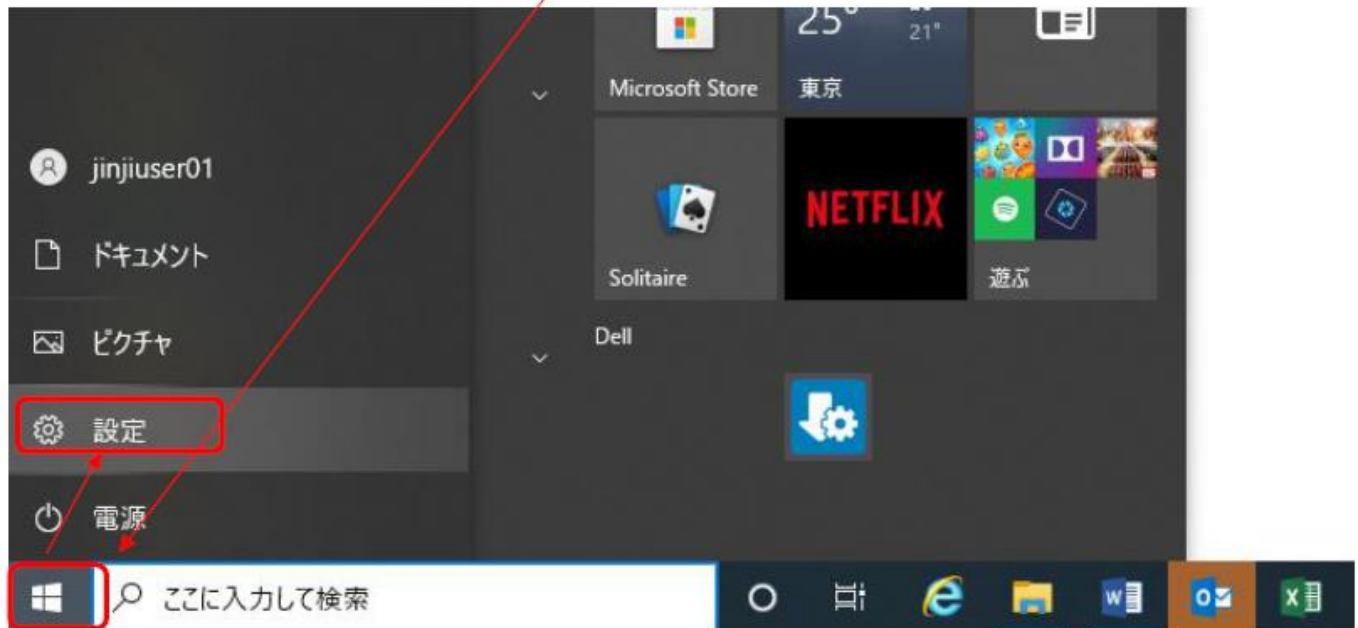 25°
21°
Microsoft Store
東京
jinjiuser01
ドキュメント
NETFLIX
Solitaire
遊ぶ
ピクチャ
Dell
設定
電源
ここに入力して検索